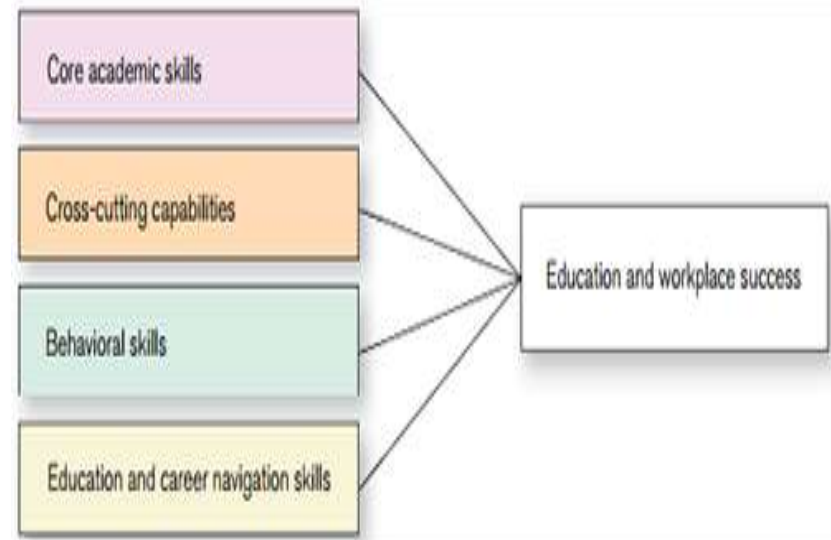 Core academic skills
Cross-cutting capabilities
Education and workplace success
Behavioral skills
Education and career navigation skills